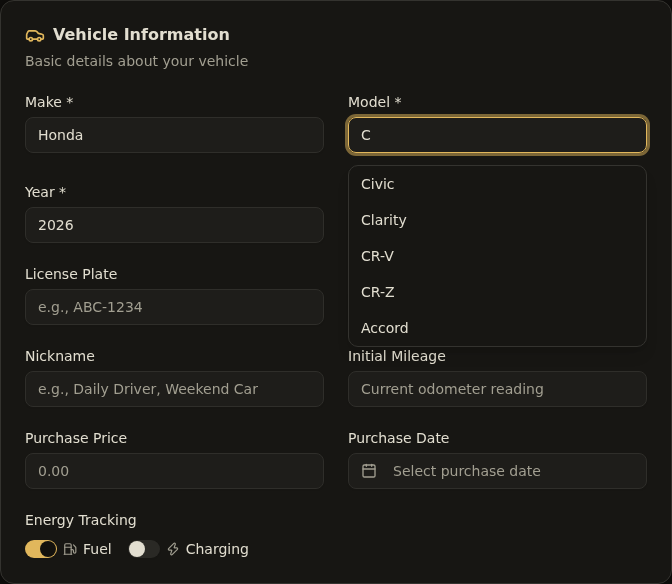 Vehicle Information
Basic details about your vehicle
Make *
Model *
Honda
C
Civic
Clarity
CR-V
CR-Z
Accord
Year *
2026
License Plate
e.g., ABC-1234
Nickname
Initial Mileage
e.g., Daily Driver, Weekend Car
Current odometer reading
Purchase Price
Purchase Date
0.00
Select purchase date
Energy Tracking
Fuel
Charging